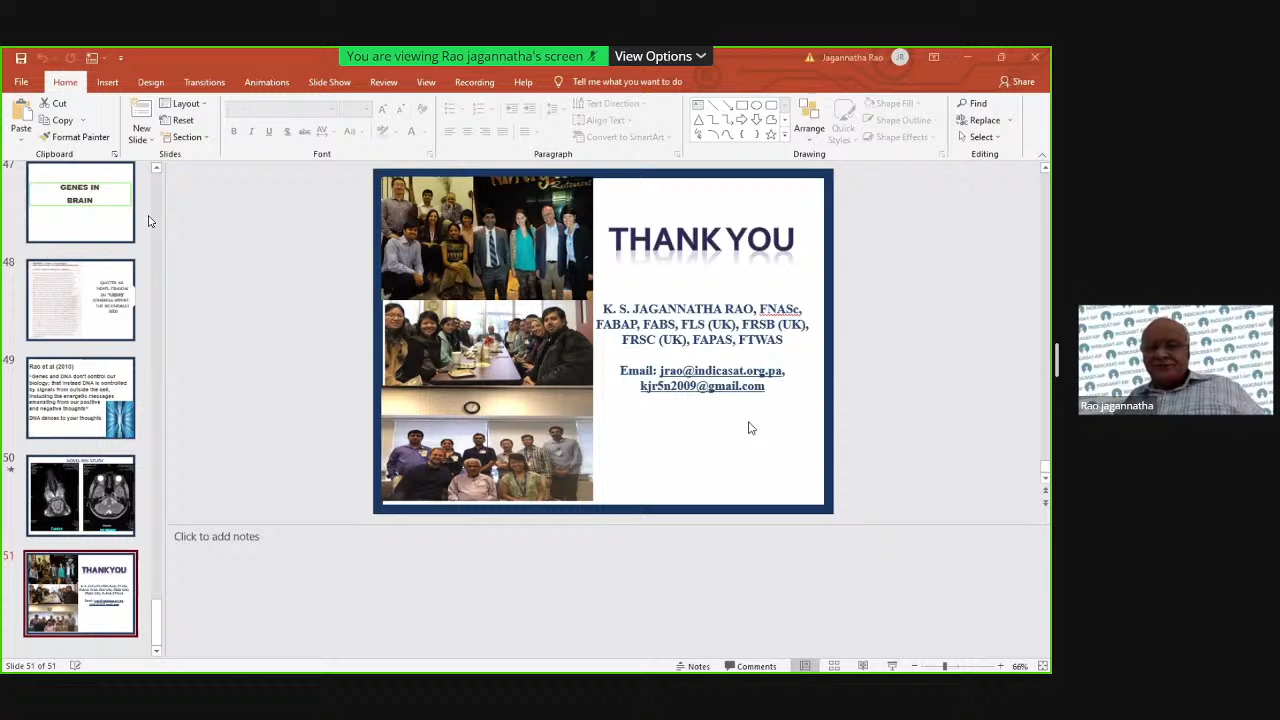 You are viewing Rao jagannatha's screen
View Options
Jagannatha Rao
JR
File Home Insert Design Transitions Animations Slide Show Review View Recording Help Tell me what you want to do Share
Paste
Cut
Copy
Format Painter
Clipboard
New Slide
Layout
Reset
Section
Slides
Font
Text Direction
Align Text
Convert to SmartArt
Paragraph
Arrange
Quick Styles
Shape Fill
Shape Outline
Shape Effects
Drawing
Find
Replace
Select
Editing
47
GENES IN
BRAIN
48
49
Rao et al (2010)
"Genes and DNA don't control our
biology; that instead DNA is controlled
by signals from outside the cell,
including the energetic messages
emanating from our positive
and negative thoughts"
DNA dances to your thoughts
50
51
THANK YOU
THANK YOU
K. S. JAGANNATHA RAO, FNASc,
FABAP, FABS, FLS (UK), FRSB (UK),
FRSC (UK), FAPAS, FTWAS
Email: jrao@indicasat.org.pa,
kjr5n2009@gmail.com
Click to add notes
Rao jagannatha
INDICASAT-AIP
Slide 51 of 51
Notes
Comments
66%